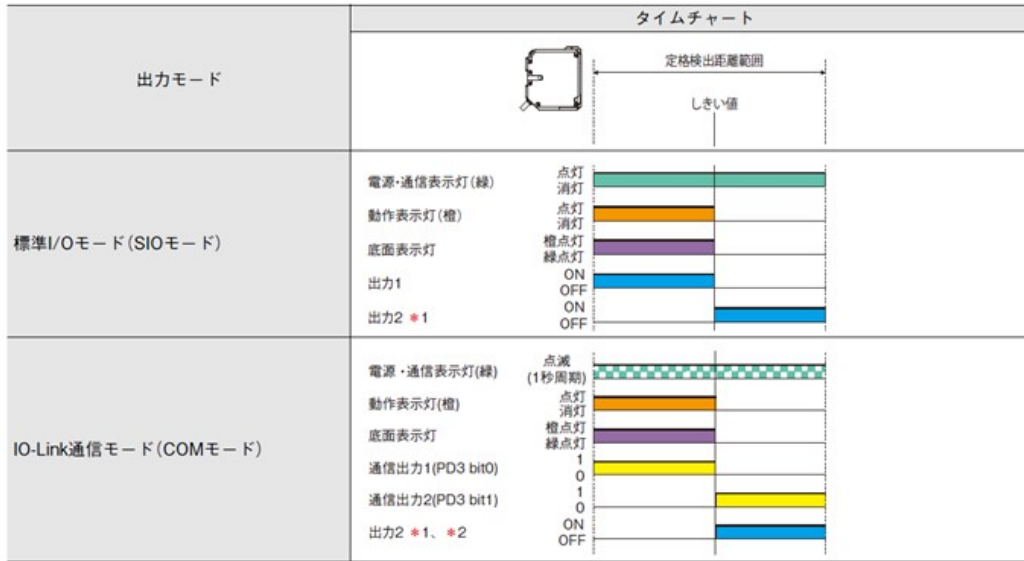 タイムチャート
出力モード
定格検出距離範囲
しきい値
標準I/Oモード(SIOモード)
電源・通信表示灯(緑)
点灯
消灯
動作表示灯(橙)
点灯
消灯
底面表示灯
橙点灯
緑点灯
出力1
ON
OFF
出力2 *1
ON
OFF
IO-Link通信モード(COMモード)
電源・通信表示灯(緑)
点滅
(1秒周期)
動作表示灯(橙)
点灯
消灯
底面表示灯
橙点灯
緑点灯
通信出力1(PD3 bit0)
1
0
通信出力2(PD3 bit1)
1
0
出力2 *1、*2
ON
OFF